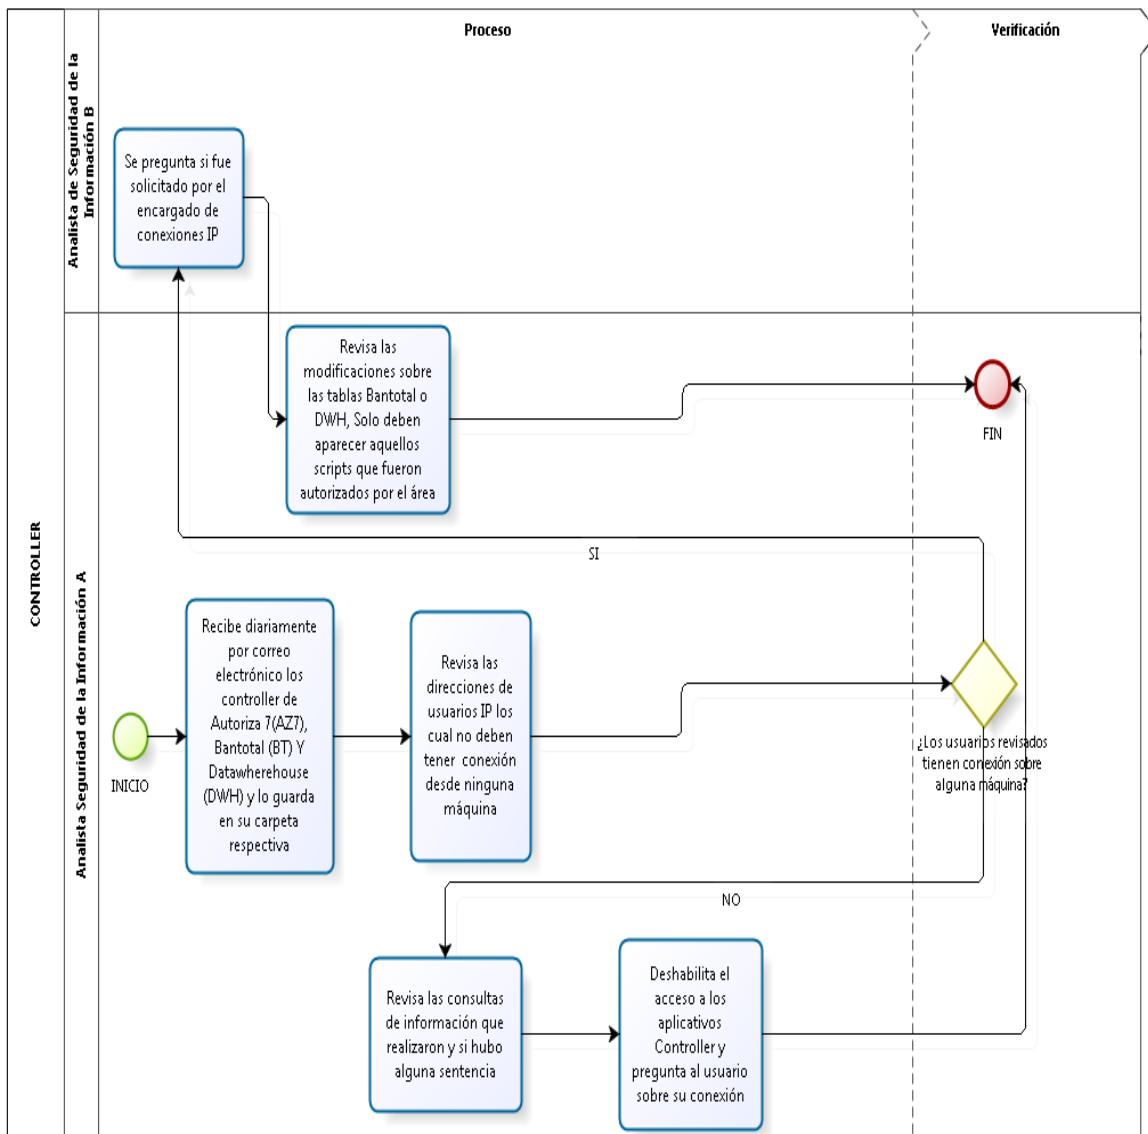 Proceso
Verificación
CONTROLLER
Analista de Seguridad de la
Información B
Se pregunta si fue
solicitado por el
encargado de
conexiones IP
Analista Seguridad de la Información A
Revisa las
modificaciones sobre
las tablas Bantotal o
DWH, Solo deben
aparecer aquellos
scripts que fueron
autorizados por el área
FIN
SI
INICIO
Recibe diariamente
por correo
electrónico los
controller de
Autoriza 7(AZ7),
Bantotal (BT) Y
Datawherehouse
(DWH) y lo guarda
en su carpeta
respectiva
Revisa las
direcciones de
usuarios IP los
cual no deben
tener conexión
desde ninguna
máquina
¿Los usuarios revisados
tienen conexión sobre
alguna máquina?
NO
Revisa las consultas
de información que
realizaron y si hubo
alguna sentencia
Deshabilita el
acceso a los
aplicativos
Controller y
pregunta al usuario
sobre su conexión